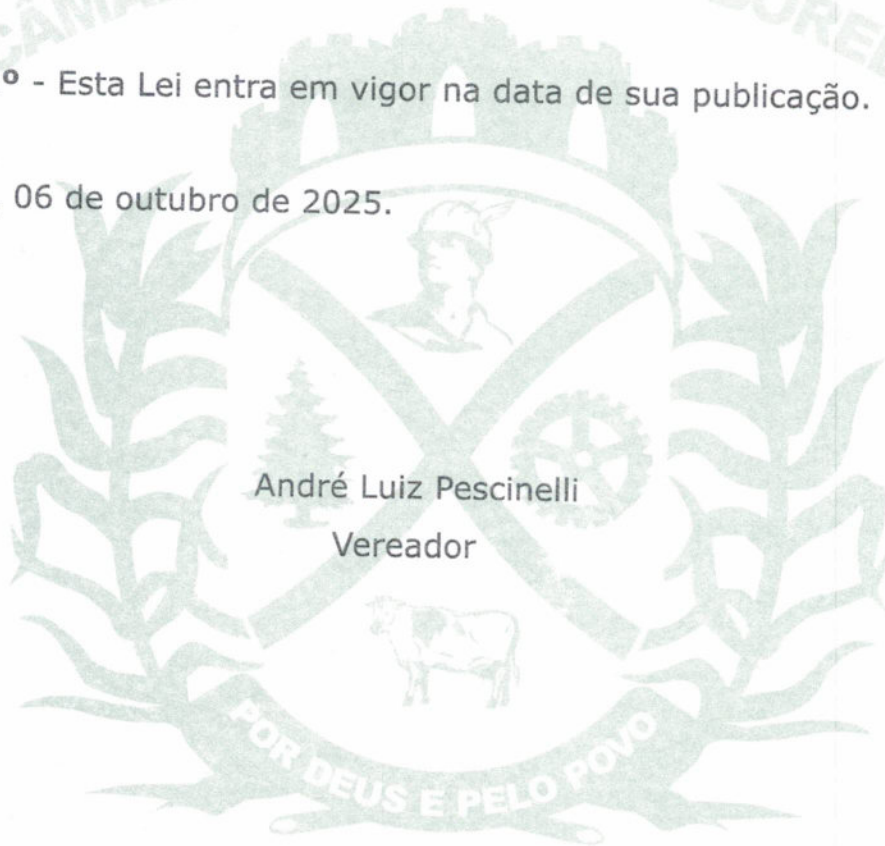 º - Esta Lei entra em vigor na data de sua publicação.
06 de outubro de 2025.
André Luiz Pescinelli
Vereador
POR DEUS E PELO POVO